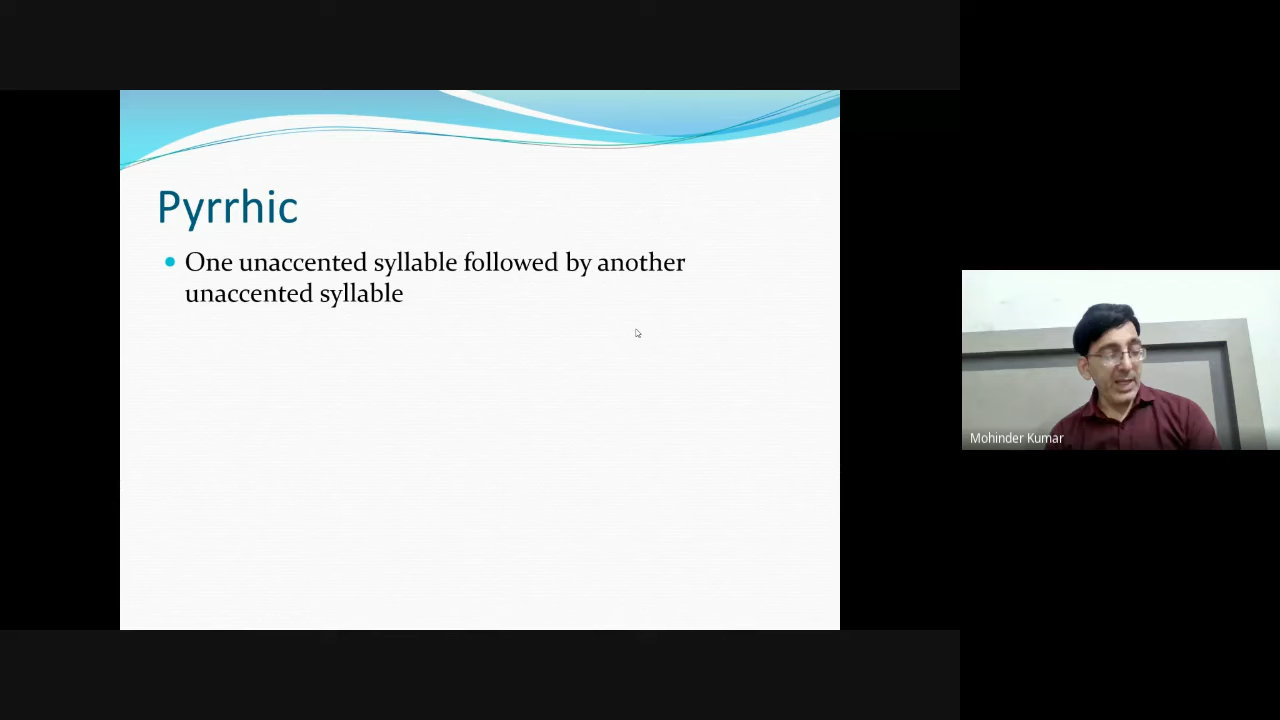 Pyrrhic
One unaccented syllable followed by another
unaccented syllable
Mohinder Kumar